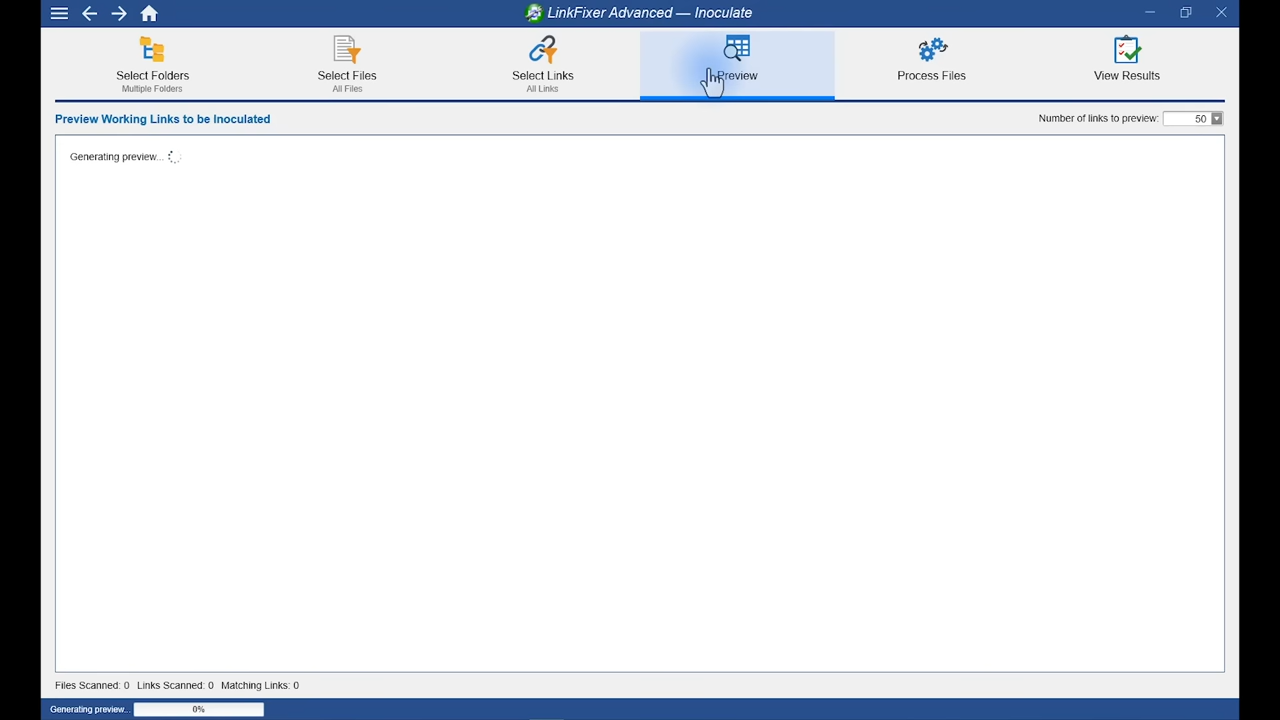 LinkFixer Advanced — Inoculate
Select Folders
Multiple Folders
Select Files
All Files
Select Links
All Links
Preview
Process Files
View Results
Preview Working Links to be Inoculated
Number of links to preview: 50
Generating preview...
Files Scanned: 0 Links Scanned: 0 Matching Links: 0
Generating preview... 0%